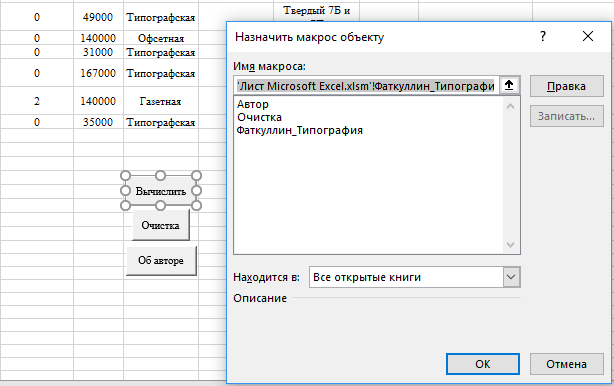 0 49000 Типографская Твердый 7Б и
0 140000 Офсетная
0 31000 Типографская
0 167000 Типографская
2 140000 Газетная
0 35000 Типографская
Вычислить
Очистка
Об авторе
Назначить макрос объекту
Имя макроса:
'Лист Microsoft Excel.xlsm'!Фаткуллин_Типографи
Автор
Очистка
Фаткуллин_Типография
Правка
Записать...
Находится в: Все открытые книги
Описание
ОК Отмена